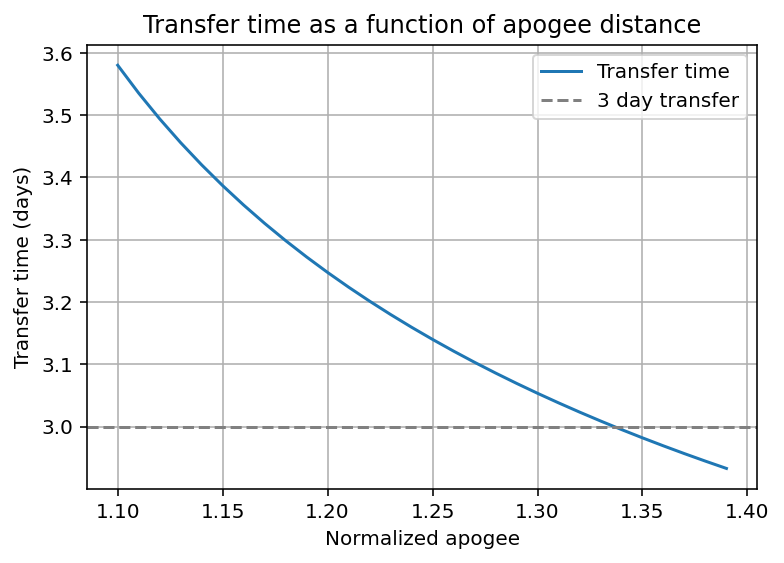 Transfer time as a function of apogee distance
Transfer time (days)
3.6
3.5
3.4
3.3
3.2
3.1
3.0
Transfer time
3 day transfer
1.10 1.15 1.20 1.25 1.30 1.35 1.40
Normalized apogee